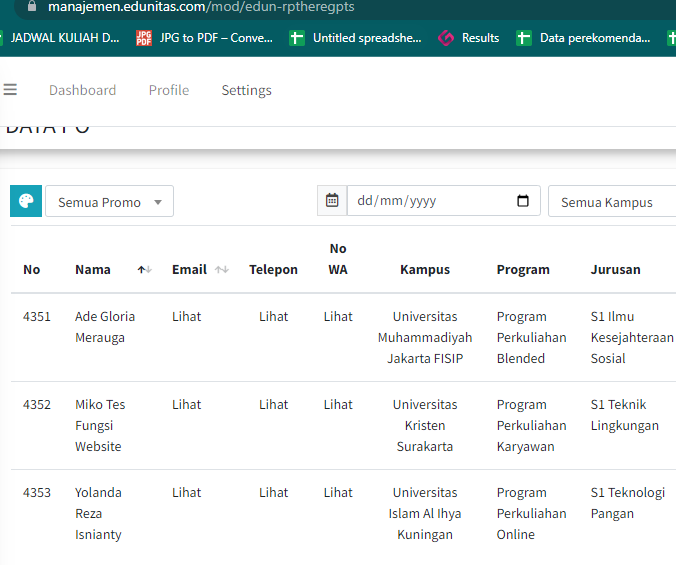 manajemen.edunitas.com/mod/edun-rptheregpts
JADWAL KULIAH D... JPG to PDF – Conve... Untitled spreadshe... Results Data perekomenda...
Dashboard Profile Settings
Semua Promo dd/mm/yyyy Semua Kampus
No Nama Email Telepon No WA Kampus Program Jurusan
4351 Ade Gloria Lihat Lihat Lihat Universitas Program S1 Ilmu
Merauga Muhammadiyah Perkuliahan Kesejahteraan
Jakarta FISIP Blended Sosial
4352 Miko Tes Lihat Lihat Lihat Universitas Program S1 Teknik
Fungsi Kristen Perkuliahan Lingkungan
Website Surakarta Karyawan
4353 Yolanda Lihat Lihat Lihat Universitas Program S1 Teknologi
Reza Islam Al Ihya Perkuliahan Pangan
Isnianty Kuningan Online